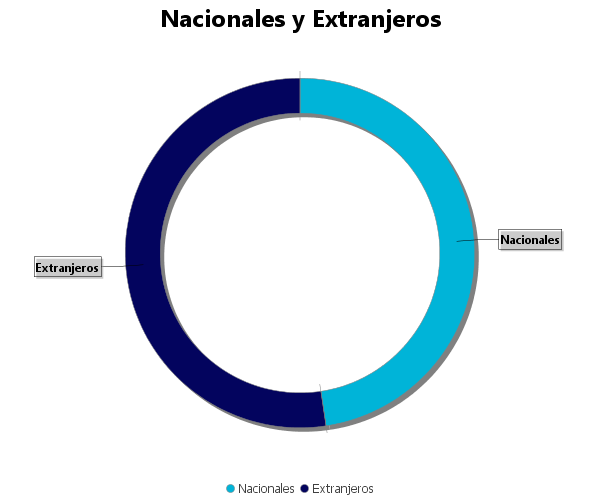 Nacionales y Extranjeros
Nacionales
Extranjeros
Nacionales Extranjeros